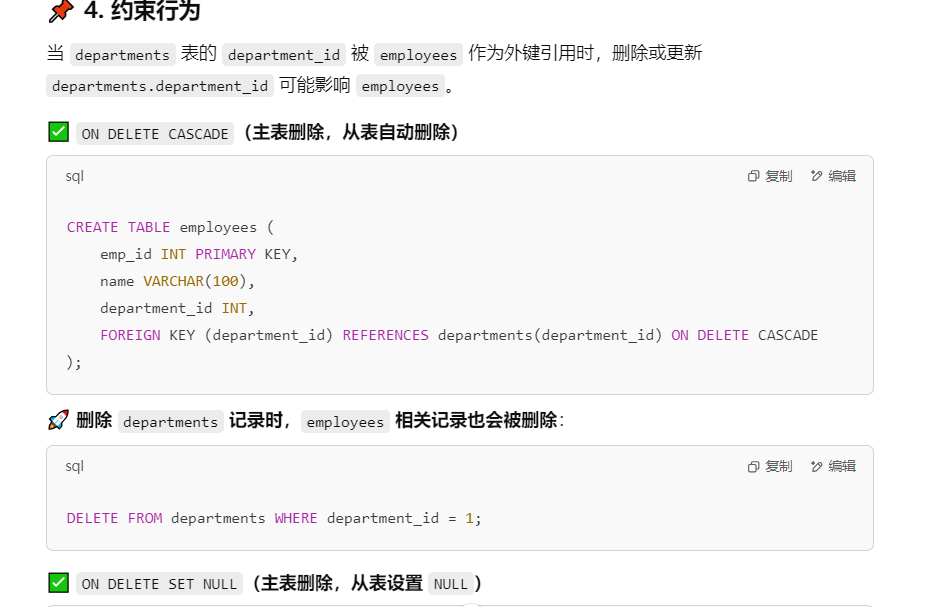 📌 4. 约束行为
当 departments 表的 department_id 被 employees 作为外键引用时，删除或更新
departments.department_id 可能影响 employees。
✅ ON DELETE CASCADE（主表删除，从表自动删除）
sql 复制 编辑
CREATE TABLE employees (
    emp_id INT PRIMARY KEY,
    name VARCHAR(100),
    department_id INT,
    FOREIGN KEY (department_id) REFERENCES departments(department_id) ON DELETE CASCADE
);
🚀 删除 departments 记录时，employees 相关记录也会被删除：
sql 复制 编辑
DELETE FROM departments WHERE department_id = 1;
✅ ON DELETE SET NULL（主表删除，从表设置 NULL）